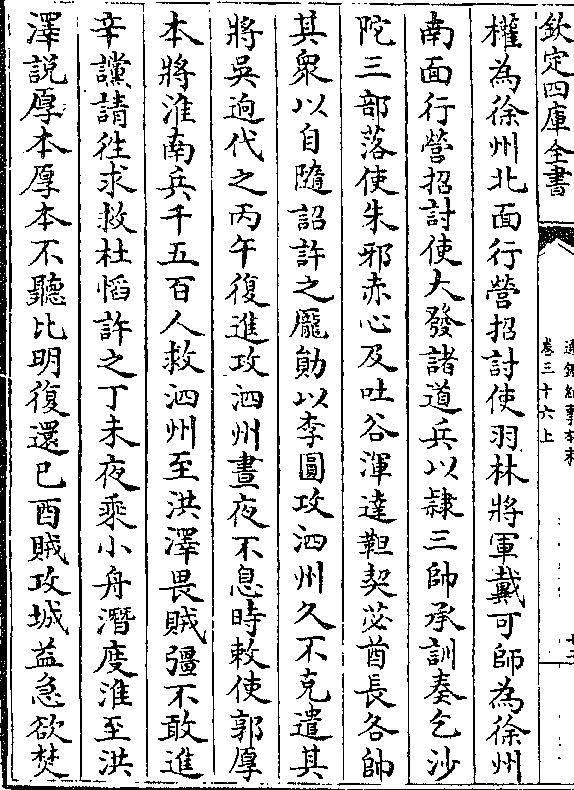 欽定四庫全書
通鑑紀事本末
卷三十六上
權為徐州北面行營招討使羽林將軍戴可師為徐州
南面行營招討使大發諸道兵以隸三帥承訓奏乞沙
陀三部落使朱邪赤心及吐谷渾達靼契苾酋長各帥
其衆以自隨詔許之龎勛以李圓攻泗州久不克遣其
將吳逈代之丙午復進攻泗州晝夜不息時敕使郭厚
本將淮南兵千五百人救泗州至洪澤畏賊彊不敢進
辛讜請往求救杜慆許之丁未夜乘小舟潛度淮至洪
澤說厚本厚本不聽比明復還已酉賊攻城益急欲焚